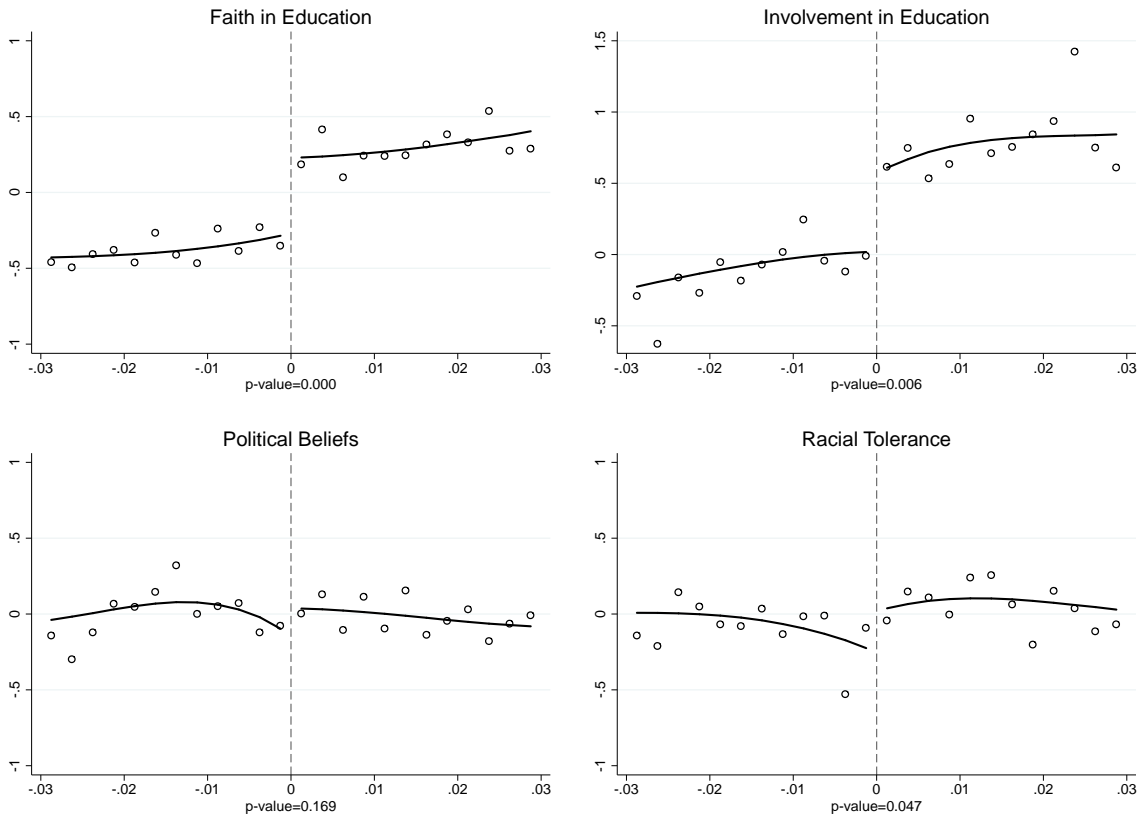 Faith in Education
1
.5
0
-.5
-1
-.03 -.02 -.01 0 .01 .02 .03
p-value=0.000
Involvement in Education
1.5
1
.5
0
-.5
-.03 -.02 -.01 0 .01 .02 .03
p-value=0.006
Political Beliefs
1
.5
0
-.5
-1
-.03 -.02 -.01 0 .01 .02 .03
p-value=0.169
Racial Tolerance
1
.5
0
-.5
-1
-.03 -.02 -.01 0 .01 .02 .03
p-value=0.047